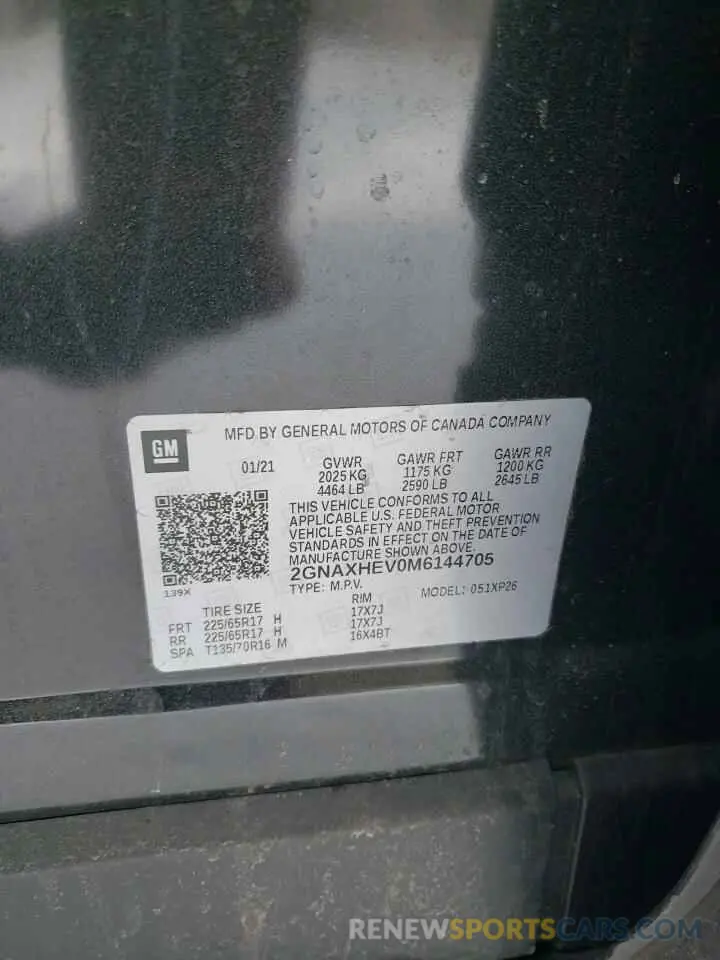 GM
MFD BY GENERAL MOTORS OF CANADA COMPANY
01/21
GVWR
2025 KG
4464 LB
GAWR FRT
1175 KG
2590 LB
GAWR RR
1200 KG
2645 LB
THIS VEHICLE CONFORMS TO ALL
APPLICABLE U.S. FEDERAL MOTOR
VEHICLE SAFETY AND THEFT PREVENTION
STANDARDS IN EFFECT ON THE DATE OF
MANUFACTURE SHOWN ABOVE.
2GNAXHEV0M6144705
TYPE: M.P.V.
MODEL: 051XP26
139X
TIRE SIZE RIM
FRT 225/65R17 H 17X7J
RR 225/65R17 H 17X7J
SPA T135/70R16 M 16X4BT
RENEWSPORTSCARS.COM